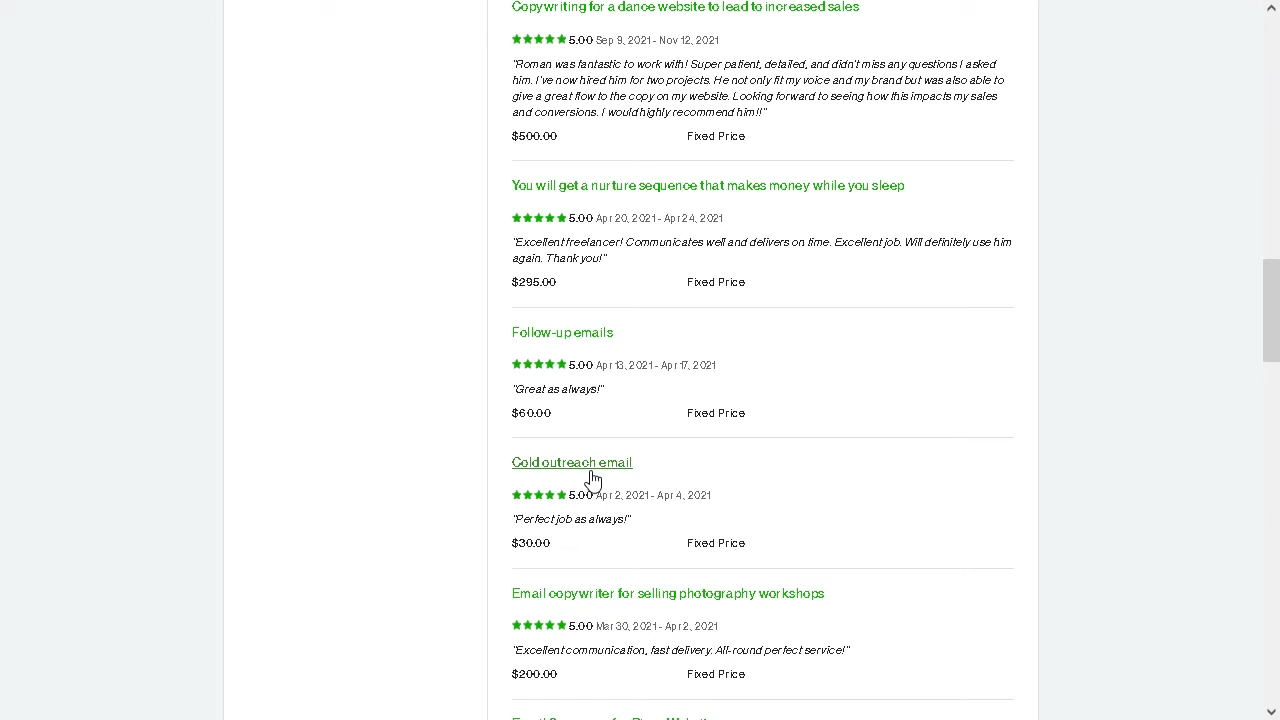 Copywriting for a dance website to lead to increased sales
5.00 Sep 9, 2021 - Nov 12, 2021
"Roman was fantastic to work with! Super patient, detailed, and didn't miss any questions I asked
him. I've now hired him for two projects. He not only fit my voice and my brand but was also able to
give a great flow to the copy on my website. Looking forward to seeing how this impacts my sales
and conversions. I would highly recommend him!!"
$500.00 Fixed Price
You will get a nurture sequence that makes money while you sleep
5.00 Apr 20, 2021 - Apr 24, 2021
"Excellent freelancer! Communicates well and delivers on time. Excellent job. Will definitely use him
again. Thank you!"
$295.00 Fixed Price
Follow-up emails
5.00 Apr 13, 2021 - Apr 17, 2021
"Great as always!"
$60.00 Fixed Price
Cold outreach email
5.00 Apr 2, 2021 - Apr 4, 2021
"Perfect job as always!"
$30.00 Fixed Price
Email copywriter for selling photography workshops
5.00 Mar 30, 2021 - Apr 2, 2021
"Excellent communication, fast delivery. All-round perfect service!"
$200.00 Fixed Price